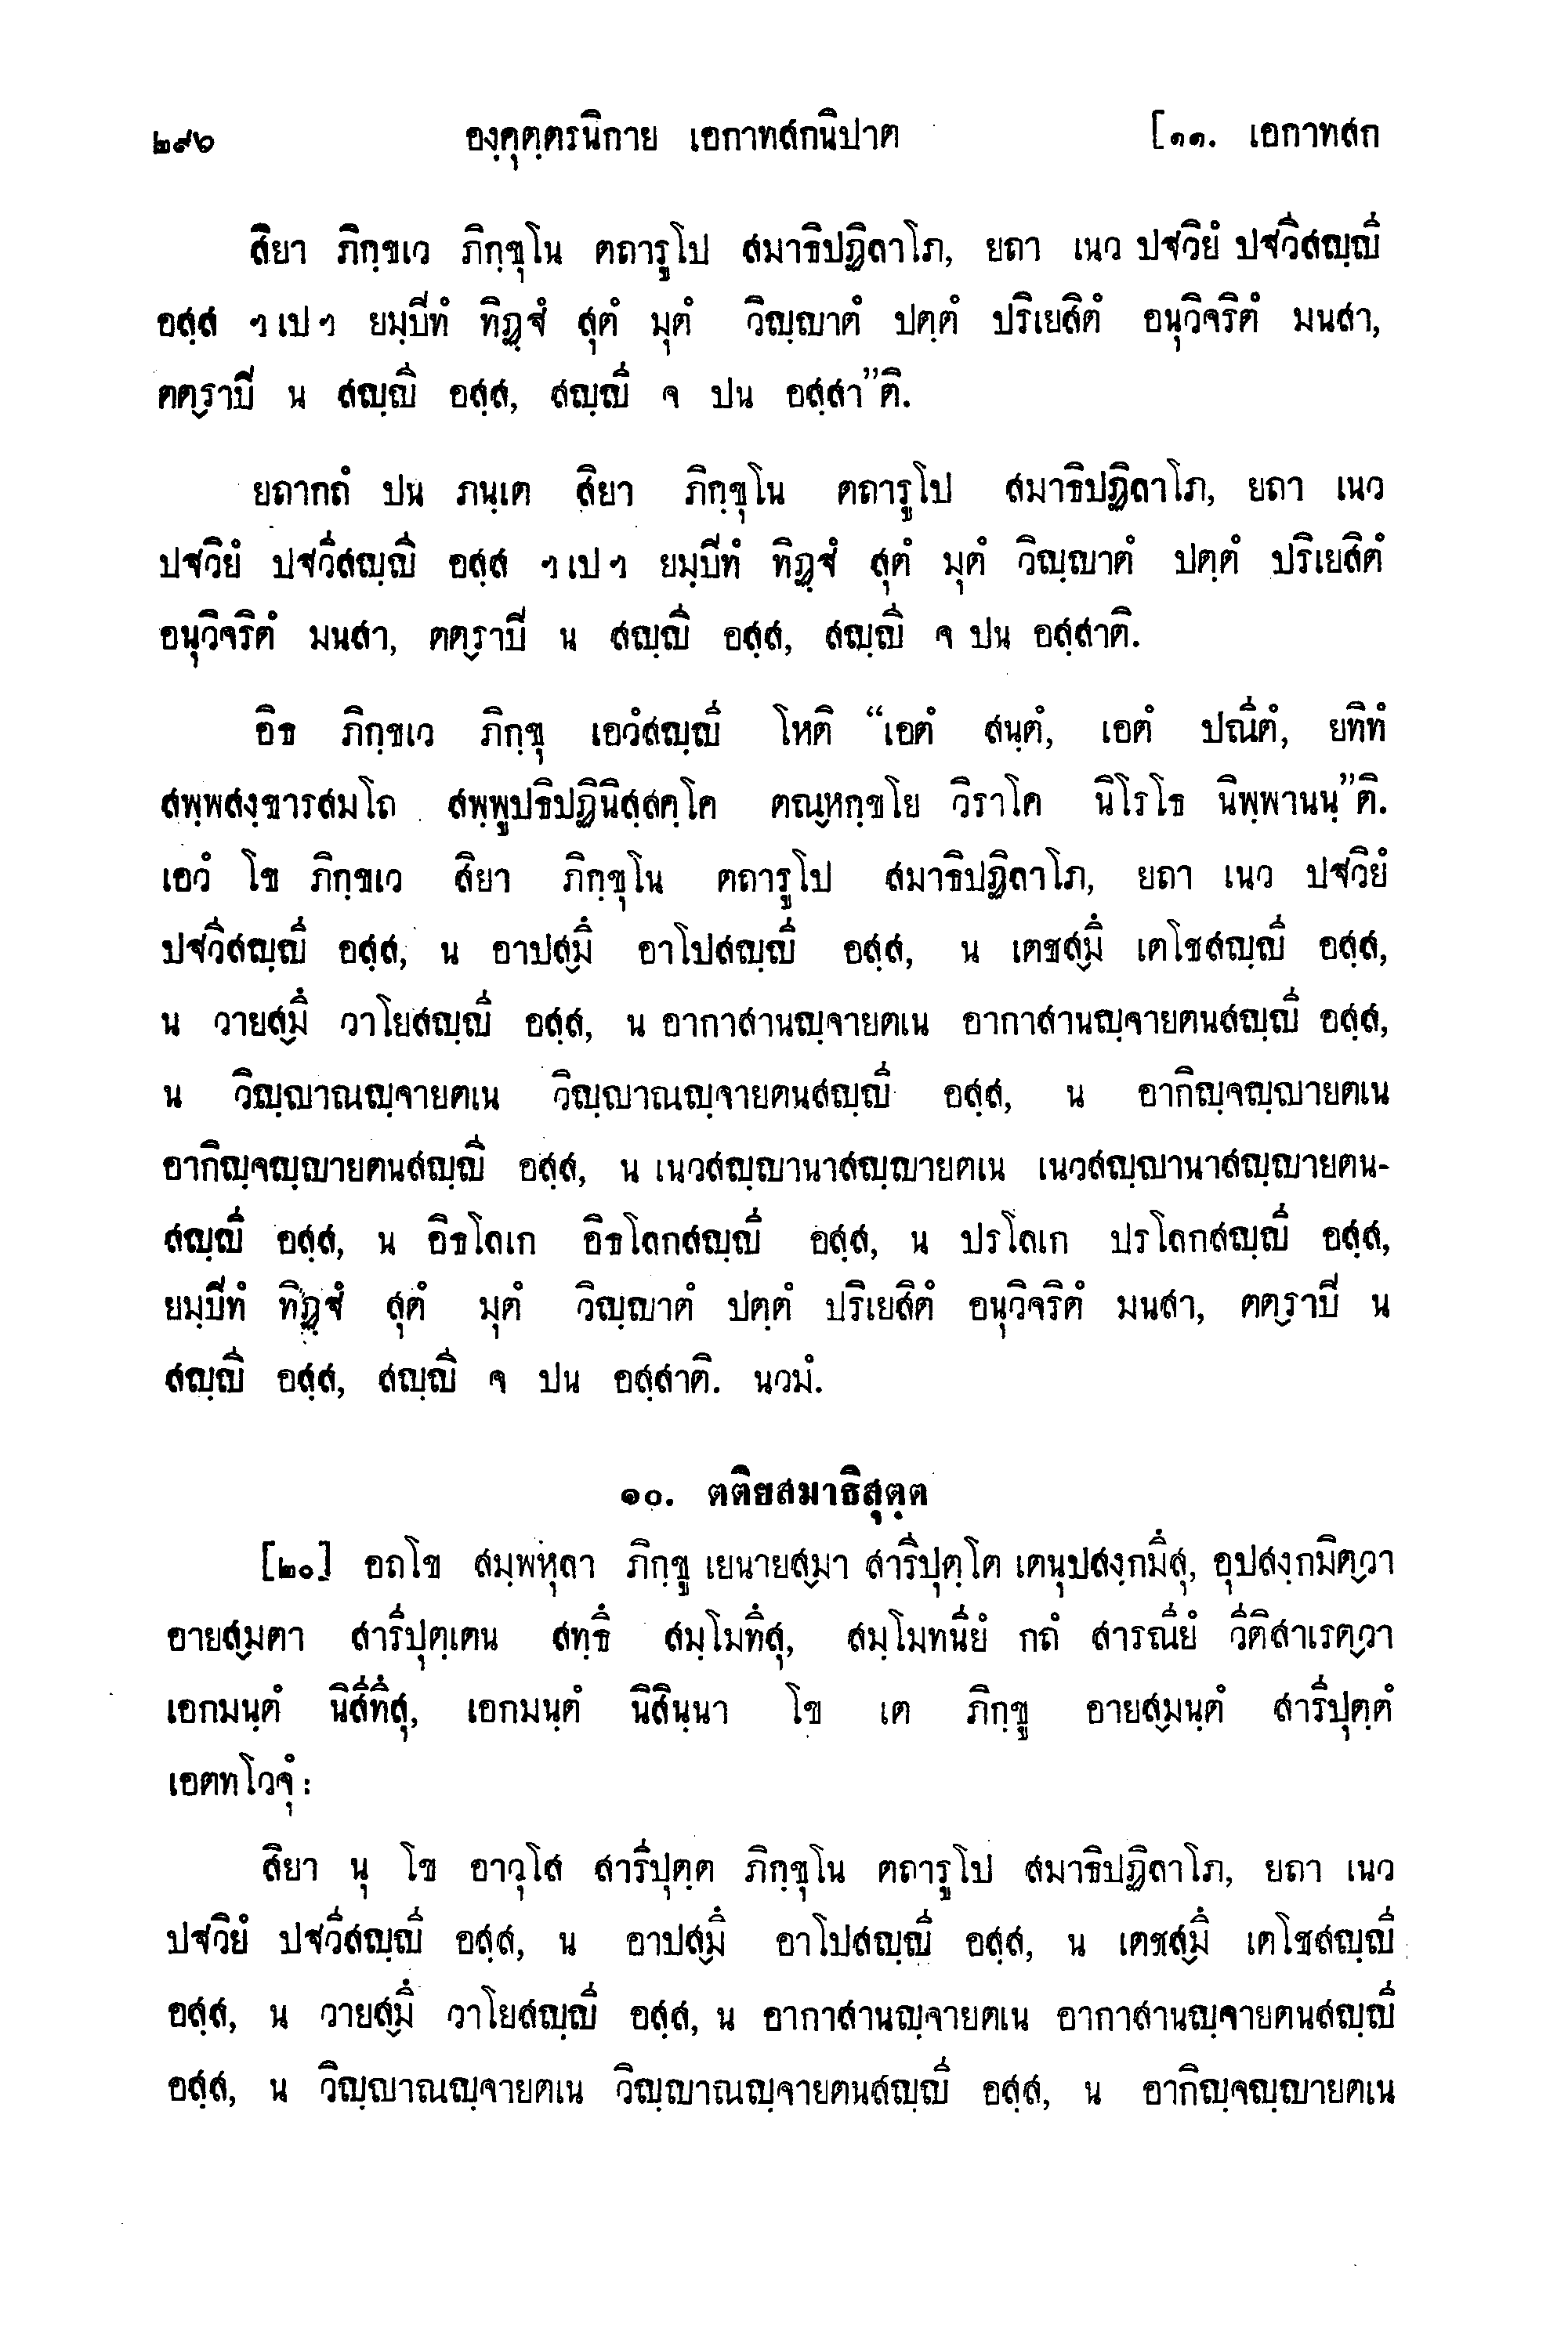 ๒๙๖ องฺคุตฺตรนิกาย เอกาทสกนิปาต [๑๑. เอกาทสก
สิยา ภิกฺขเว ภิกฺขุโน ตถารูโป สมาธิปฏิลาโภ, ยถา เนว ปฐวิยํ ปฐวีสญฺญี
อสฺส ฯ เป ฯ ยมฺปีทํ ทิฏฺฐํ สุตํ มุตํ วิญฺญาตํ ปตฺตํ ปริเยสิตํ อนุวิจริตํ มนสา,
ตตฺราปี น สญฺญี อสฺส, สญฺญี จ ปน อสฺสา”ติ.
ยถากถํ ปน ภนฺเต สิยา ภิกฺขุโน ตถารูโป สมาธิปฏิลาโภ, ยถา เนว
ปฐวิยํ ปฐวีสญฺญี อสฺส ฯ เป ฯ ยมฺปีทํ ทิฏฺฐํ สุตํ มุตํ วิญฺญาตํ ปตฺตํ ปริเยสิตํ
อนุวิจริตํ มนสา, ตตฺราปี น สญฺญี อสฺส, สญฺญี จ ปน อสฺสาติ.
อิธ ภิกฺขเว ภิกฺขุ เอวํสญฺญี โหติ “เอตํ สนฺตํ, เอตํ ปณีตํ, ยทิทํ
สพฺพสงฺขารสมโถ สพฺพูปธิปฏินิสฺสคฺโค ตณฺหกฺขโย วิราโค นิโรโธ นิพฺพานนฺ”ติ.
เอวํ โข ภิกฺขเว สิยา ภิกฺขุโน ตถารูโป สมาธิปฏิลาโภ, ยถา เนว ปฐวิยํ
ปฐวีสญฺญี อสฺส, น อาปสฺมึ อาโปสญฺญี อสฺส, น เตชสฺมึ เตโชสญฺญี อสฺส,
น วายสฺมึ วาโยสญฺญี อสฺส, น อากาสานญฺจายตเน อากาสานญฺจายตนสญฺญี อสฺส,
น วิญฺญาณญฺจายตเน วิญฺญาณญฺจายตนสญฺญี อสฺส, น อากิญฺจญฺญายตเน
อากิญฺจญฺญายตนสญฺญี อสฺส, น เนวสญฺญานาสญฺญายตเน เนวสญฺญานาสญฺญายตน-
สญฺญี อสฺส, น อิธโลเก อิธโลกสญฺญี อสฺส, น ปรโลเก ปรโลกสญฺญี อสฺส,
ยมฺปีทํ ทิฏฺฐํ สุตํ มุตํ วิญฺญาตํ ปตฺตํ ปริเยสิตํ อนุวิจริตํ มนสา, ตตฺราปี น
สญฺญี อสฺส, สญฺญี จ ปน อสฺสาติ. นวมํ.
๑๐. ตติยสมาธิสุตฺต
[๒๐] อถโข สมฺพหุลา ภิกฺขู เยนายสฺมา สารีปุตฺโต เตนุปสงฺกมึสุ, อุปสงฺกมิตฺวา
อายสฺมตา สารีปุตฺเตน สทฺธึ สมฺโมทึสุ, สมฺโมทนียํ กถํ สารณียํ วีติสาเรตฺวา
เอกมนฺตํ นิสีทึสุ, เอกมนฺตํ นิสินฺนา โข เต ภิกฺขู อายสฺมนฺตํ สารีปุตฺตํ
เอตทโวจุํ:
สิยา นุ โข อาวุโส สารีปุตฺต ภิกฺขุโน ตถารูโป สมาธิปฏิลาโภ, ยถา เนว
ปฐวิยํ ปฐวีสญฺญี อสฺส, น อาปสฺมึ อาโปสญฺญี อสฺส, น เตชสฺมึ เตโชสญฺญี
อสฺส, น วายสฺมึ วาโยสญฺญี อสฺส, น อากาสานญฺจายตเน อากาสานญฺจายตนสญฺญี
อสฺส, น วิญฺญาณญฺจายตเน วิญฺญาณญฺจายตนสญฺญี อสฺส, น อากิญฺจญฺญายตเน